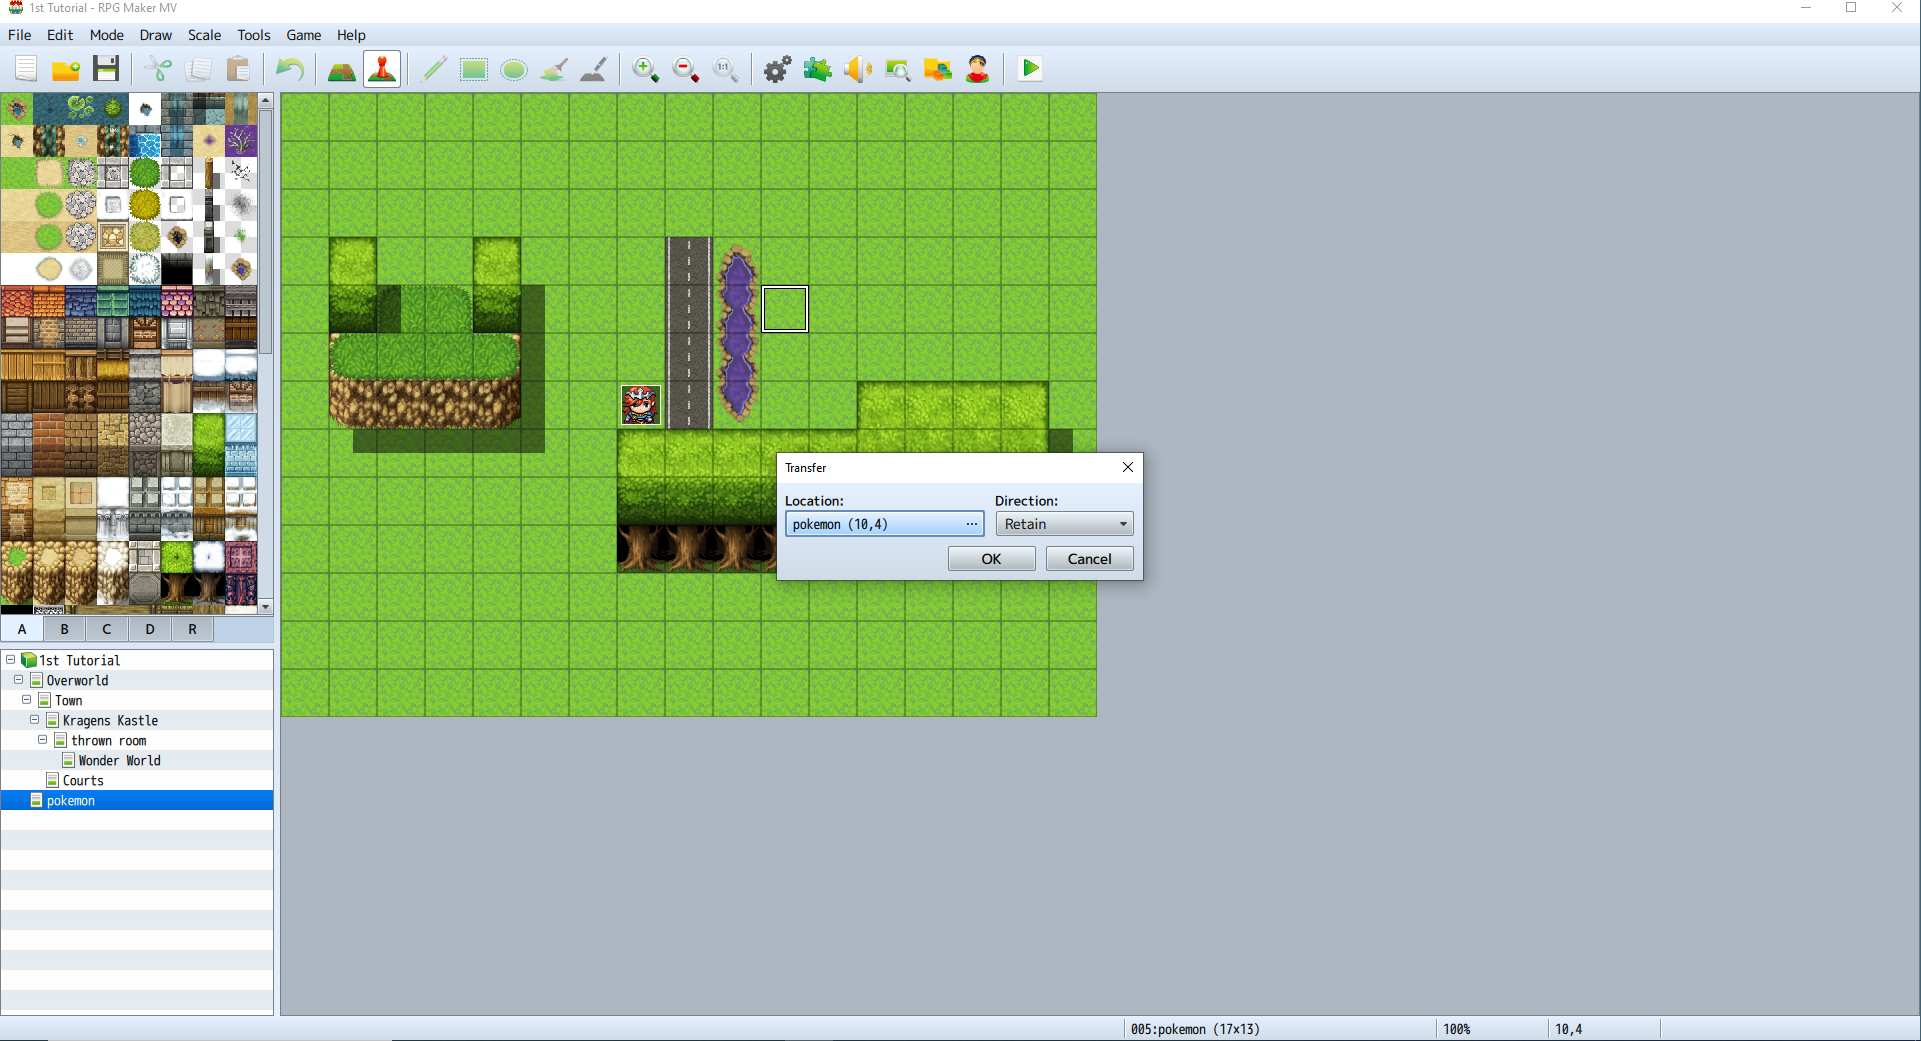 1st Tutorial - RPG Maker MV
File Edit Mode Draw Scale Tools Game Help
1:1
Transfer
Location: Direction:
pokemon (10,4) ... Retain
OK Cancel
A B C D R
1st Tutorial
Overworld
Town
Kragens Kastle
thrown room
Wonder World
Courts
pokemon
005:pokemon (17x13) 100% 10,4